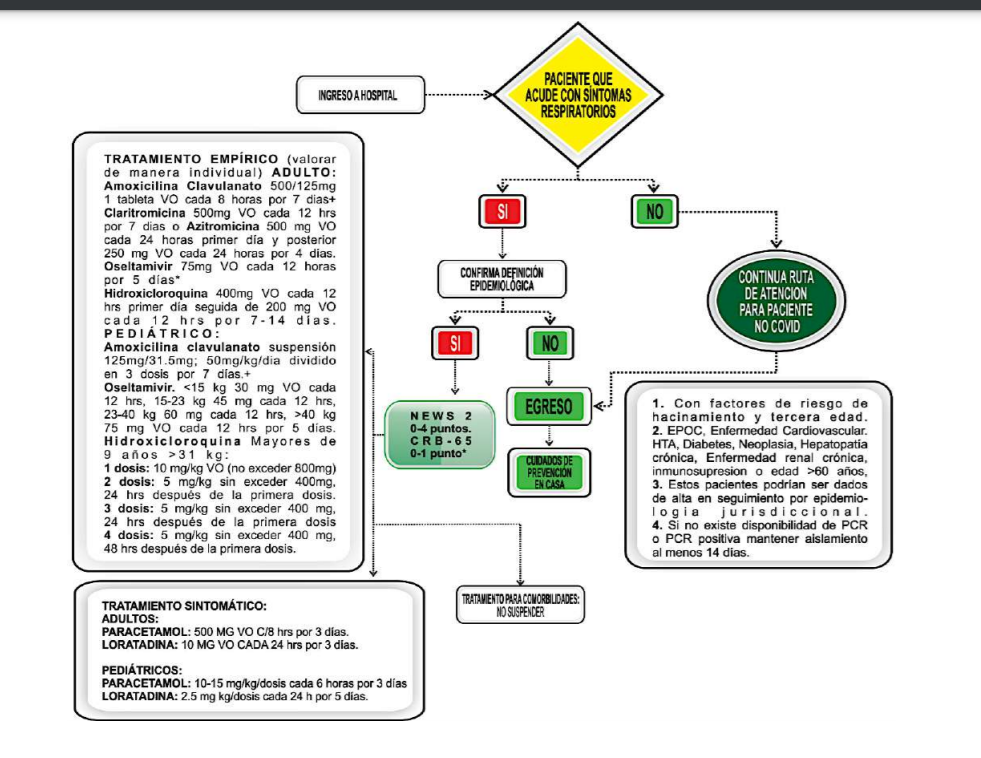 INGRESO A HOSPITAL
PACIENTE QUE
ACUDE CON SÍNTOMAS
RESPIRATORIOS
SI
NO
CONFIRMA DEFINICIÓN
EPIDEMIOLÓGICA
CONTINUA RUTA
DE ATENCION
PARA PACIENTE
NO COVID
SI
NO
EGRESO
CUIDADOS DE
PREVENCIÓN
EN CASA
NEWS 2
0-4 puntos.
CRB-65
0-1 punto*
TRATAMIENTO EMPÍRICO (valorar
de manera individual) ADULTO:
Amoxicilina Clavulanato 500/125mg
1 tableta VO cada 8 horas por 7 dias+
Claritromicina 500mg VO cada 12 hrs
por 7 dias o Azitromicina 500 mg VO
cada 24 horas primer día y posterior
250 mg VO cada 24 horas por 4 días.
Oseltamivir 75mg VO cada 12 horas
por 5 días*
Hidroxicloroquina 400mg VO cada 12
hrs primer día seguida de 200 mg VO
cada 12 hrs por 7-14 días.
PEDIÁTRICO:
Amoxicilina clavulanato suspensión
125mg/31.5mg; 50mg/kg/dia dividido
en 3 dosis por 7 días.+
Oseltamivir. <15 kg 30 mg VO cada
12 hrs, 15-23 kg 45 mg cada 12 hrs,
23-40 kg 60 mg cada 12 hrs, >40 kg
75 mg VO cada 12 hrs por 5 días.
Hidroxicloroquina Mayores de
9 años >31 kg:
1 dosis: 10 mg/kg VO (no exceder 800mg)
2 dosis: 5 mg/kg sin exceder 400mg,
24 hrs después de la primera dosis.
3 dosis: 5 mg/kg sin exceder 400 mg,
24 hrs después de la primera dosis
4 dosis: 5 mg/kg sin exceder 400 mg,
48 hrs después de la primera dosis.
1. Con factores de riesgo de
hacinamiento y tercera edad.
2. EPOC, Enfermedad Cardiovascular.
HTA, Diabetes, Neoplasia, Hepatopatía
crónica, Enfermedad renal crónica,
inmunosupresion o edad >60 años,
3. Estos pacientes podrían ser dados
de alta en seguimiento por epidemio-
logia jurisdiccional.
4. Si no existe disponibilidad de PCR
o PCR positiva mantener aislamiento
al menos 14 días.
TRATAMIENTO PARA COMORBILIDADES:
NO SUSPENDER
TRATAMIENTO SINTOMÁTICO:
ADULTOS:
PARACETAMOL: 500 MG VO C/8 hrs por 3 días.
LORATADINA: 10 MG VO CADA 24 hrs por 3 días.
PEDIÁTRICOS:
PARACETAMOL: 10-15 mg/kg/dosis cada 6 horas por 3 días
LORATADINA: 2.5 mg kg/dosis cada 24 h por 5 días.